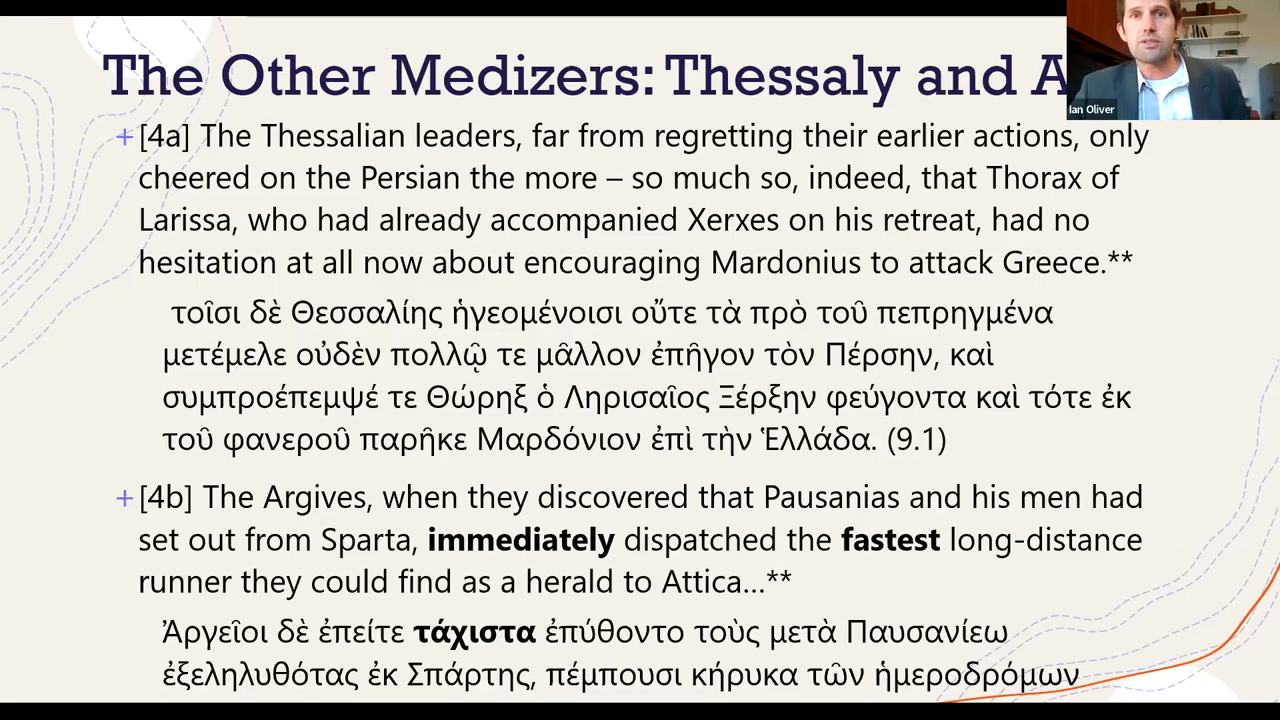 The Other Medizers: Thessaly and A
Ian Oliver
+ [4a] The Thessalian leaders, far from regretting their earlier actions, only
cheered on the Persian the more – so much so, indeed, that Thorax of
Larissa, who had already accompanied Xerxes on his retreat, had no
hesitation at all now about encouraging Mardonius to attack Greece.**
τοῖσι δὲ Θεσσαλίης ἡγεομένοισι οὔτε τὰ πρὸ τοῦ πεπρηγμένα
μετέμελε οὐδὲν πολλῷ τε μᾶλλον ἐπῆγον τὸν Πέρσην, καὶ
συμπροέπεμψέ τε Θώρηξ ὁ Ληρισαῖος Ξέρξην φεύγοντα καὶ τότε ἐκ
τοῦ φανεροῦ παρῆκε Μαρδόνιον ἐπὶ τὴν Ἑλλάδα. (9.1)
+ [4b] The Argives, when they discovered that Pausanias and his men had
set out from Sparta, immediately dispatched the fastest long-distance
runner they could find as a herald to Attica...**
Ἀργεῖοι δὲ ἐπείτε τάχιστα ἐπύθοντο τοὺς μετὰ Παυσανίεω
ἐξεληλυθότας ἐκ Σπάρτης, πέμπουσι κήρυκα τῶν ἡμεροδρόμων